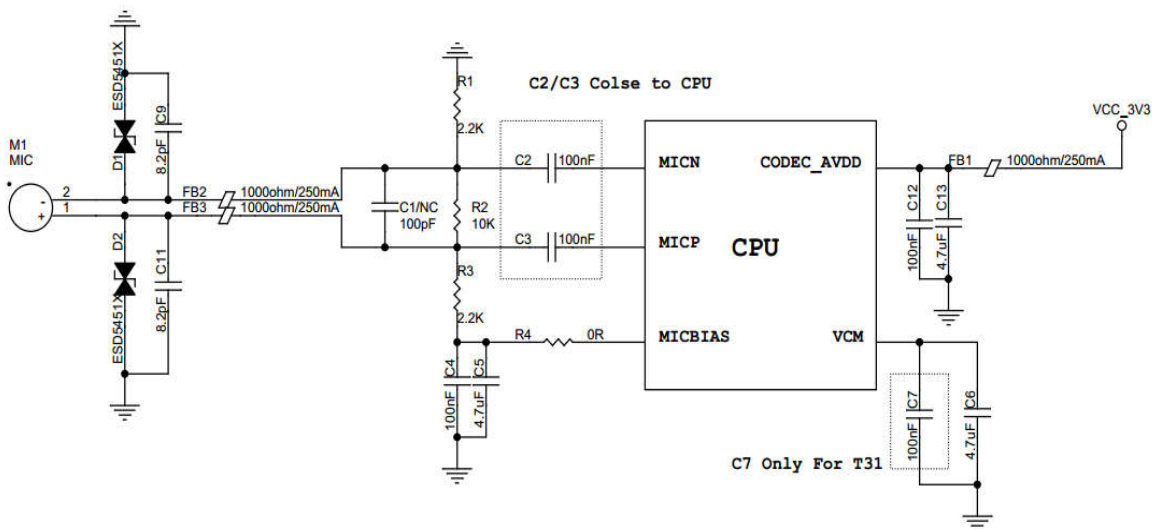 ESD5451X
D1
C9
8.2pF
M1
MIC
-
2
+
1
FB2
1000ohm/250mA
FB3
1000ohm/250mA
D2
ESD5451X
C11
8.2pF
R1
2.2K
C1/NC
100pF
R2
10K
R3
2.2K
C2/C3 Colse to CPU
C2
100nF
C3
100nF
R4
0R
C4
100nF
C5
4.7uF
MICN
MICP
MICBIAS
CPU
CODEC_AVDD
VCM
FB1
1000ohm/250mA
VCC_3V3
C12
100nF
C13
4.7uF
C7
100nF
C6
4.7uF
C7 Only For T31